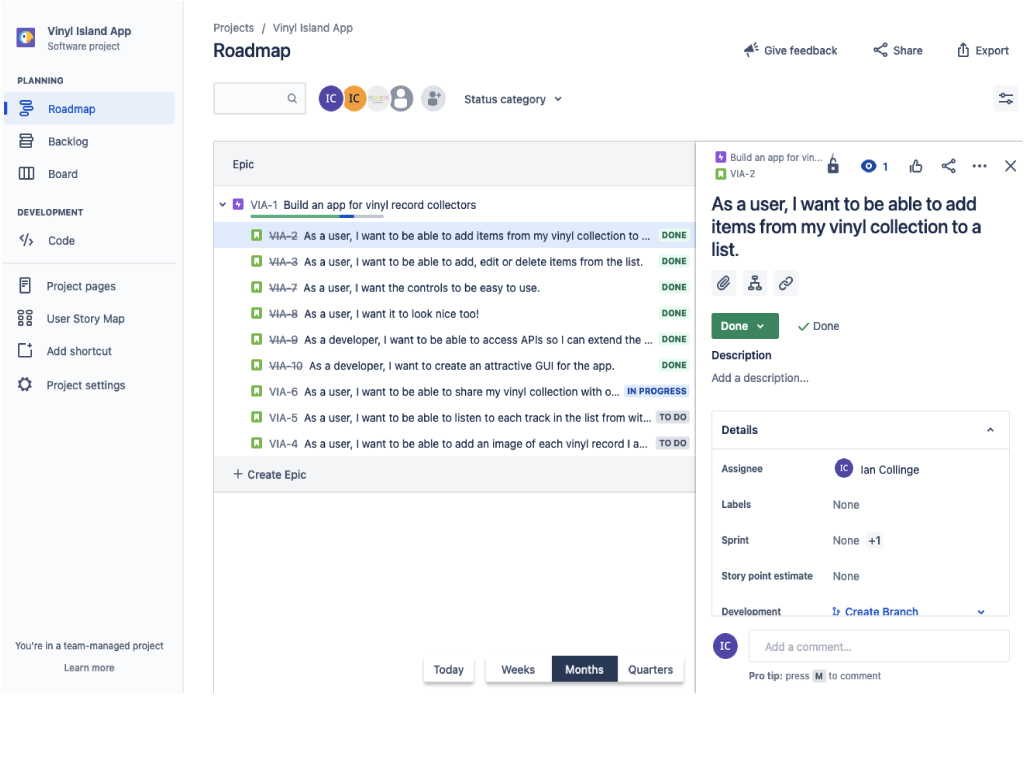 Vinyl Island App
Software project
PLANNING
Roadmap
Backlog
Board
DEVELOPMENT
Code
Project pages
User Story Map
Add shortcut
Project settings
You're in a team-managed project
Learn more
Projects / Vinyl Island App
Roadmap
Give feedback
Share
Export
IC IC
Status category
Epic
VIA-1 Build an app for vinyl record collectors
VIA-2 As a user, I want to be able to add items from my vinyl collection to ... DONE
VIA-3 As a user, I want to be able to add, edit or delete items from the list. DONE
VIA-7 As a user, I want the controls to be easy to use. DONE
VIA-8 As a user, I want it to look nice too! DONE
VIA-9 As a developer, I want to be able to access APIs so I can extend the ... DONE
VIA-10 As a developer, I want to create an attractive GUI for the app. DONE
VIA-6 As a user, I want to be able to share my vinyl collection with o... IN PROGRESS
VIA-5 As a user, I want to be able to listen to each track in the list from wit... TO DO
VIA-4 As a user, I want to be able to add an image of each vinyl record I a... TO DO
+ Create Epic
Today
Weeks
Months
Quarters
Build an app for vin...
VIA-2
1
As a user, I want to be able to add
items from my vinyl collection to a
list.
Done
Done
Description
Add a description...
Details
Assignee IC Ian Collinge
Labels None
Sprint None +1
Story point estimate None
Development Create Branch
IC Add a comment...
Pro tip: press M to comment